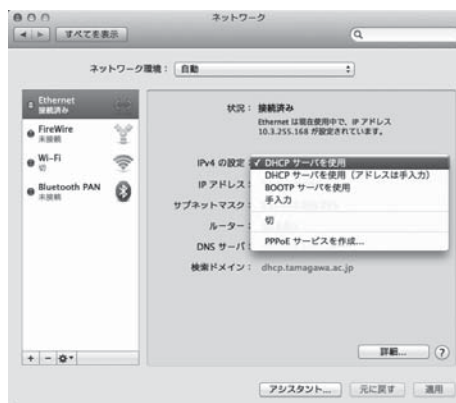 ネットワーク
すべてを表示
ネットワーク環境： 自動
Ethernet
接続済み
FireWire
未接続
Wi-Fi
切
Bluetooth PAN
未接続
状況： 接続済み
Ethernet は現在使用中で、IP アドレス
10.3.255.168 が設定されています。
IPv4 の設定： ✓ DHCP サーバを使用
DHCP サーバを使用（アドレスは手入力）
BOOTP サーバを使用
手入力
切
PPPoE サービスを作成...
IP アドレス：
サブネットマスク：
ルーター：
DNS サーバ：
検索ドメイン： dhcp.tamagawa.ac.jp
詳細... ?
+ −
アシスタント... 元に戻す 適用